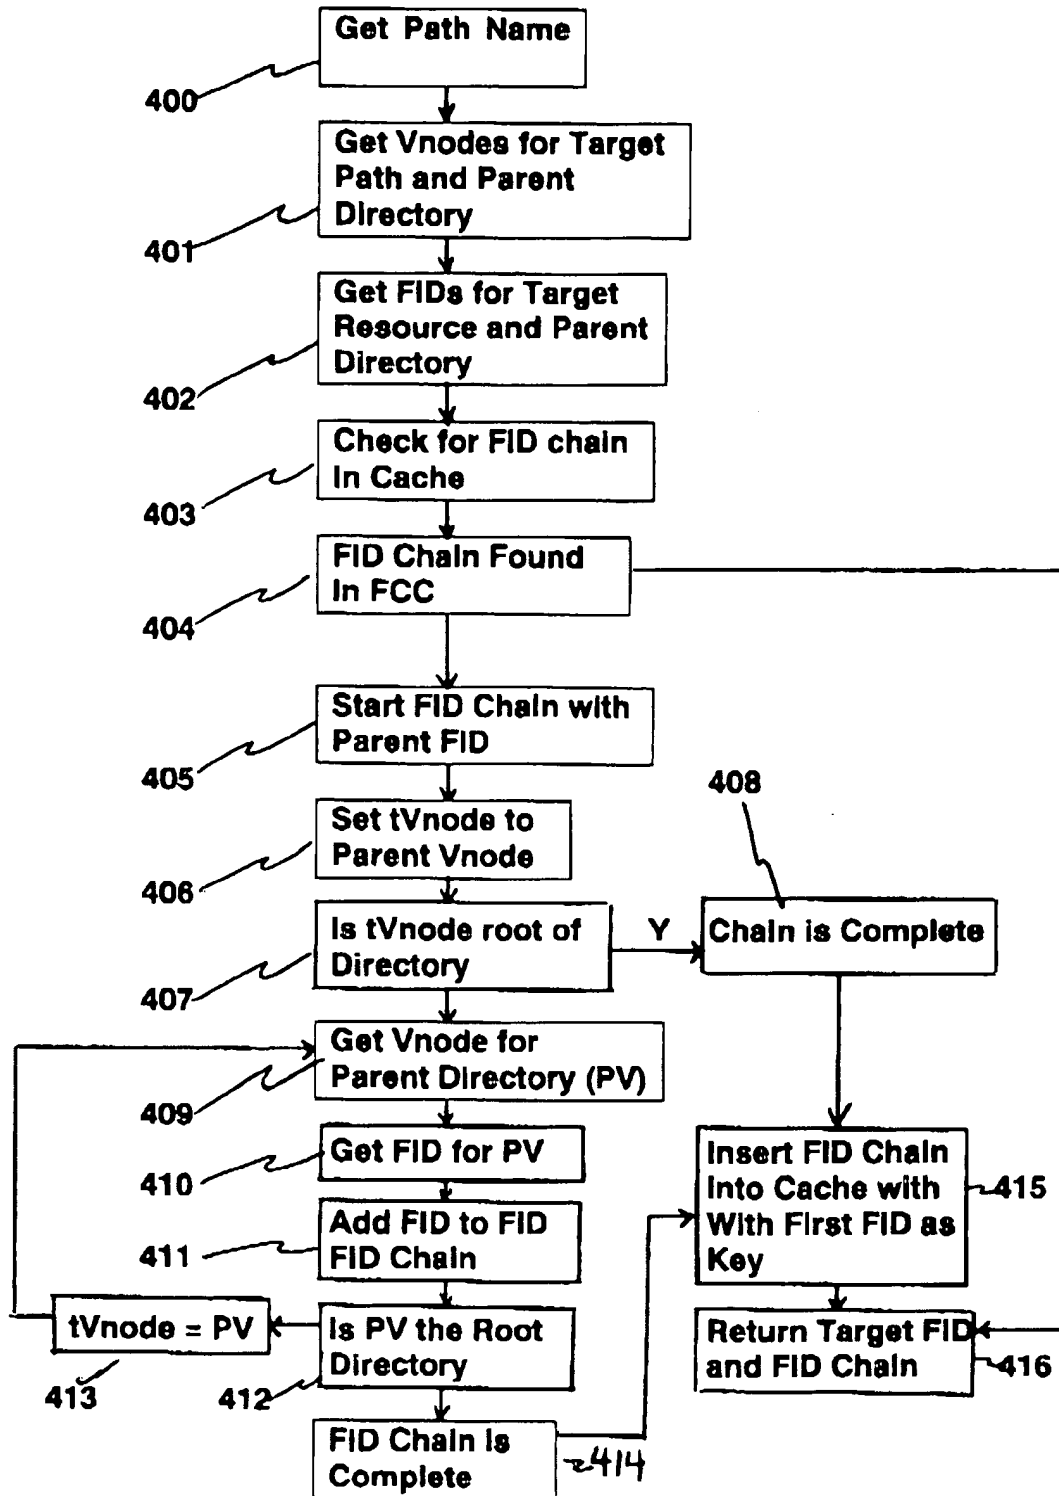 Get Path Name
400
Get Vnodes for Target
Path and Parent
Directory
401
Get FIDs for Target
Resource and Parent
Directory
402
Check for FID chain
In Cache
403
FID Chain Found
In FCC
404
Start FID Chain with
Parent FID
405
Set tVnode to
Parent Vnode
406
Is tVnode root of
Directory
407
Y
408
Chain is Complete
Get Vnode for
Parent Directory (PV)
409
Get FID for PV
410
Add FID to FID
FID Chain
411
Is PV the Root
Directory
412
tVnode = PV
413
FID Chain is
Complete
414
Insert FID Chain
Into Cache with
With First FID as
Key
415
Return Target FID
and FID Chain
416